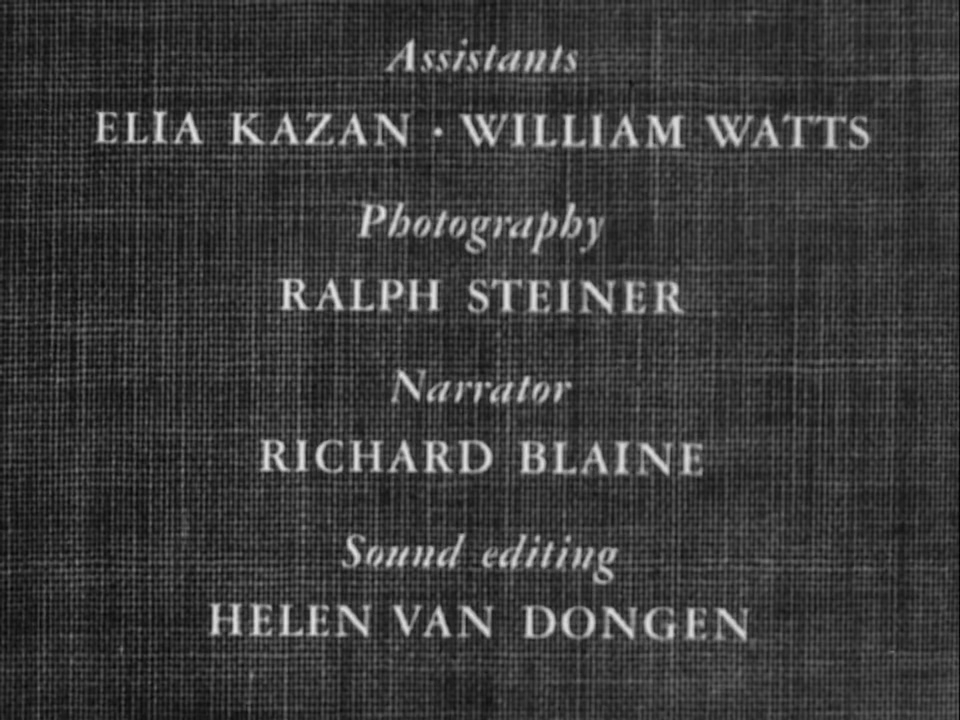 Assistants
ELIA KAZAN · WILLIAM WATTS
Photography
RALPH STEINER
Narrator
RICHARD BLAINE
Sound editing
HELEN VAN DONGEN